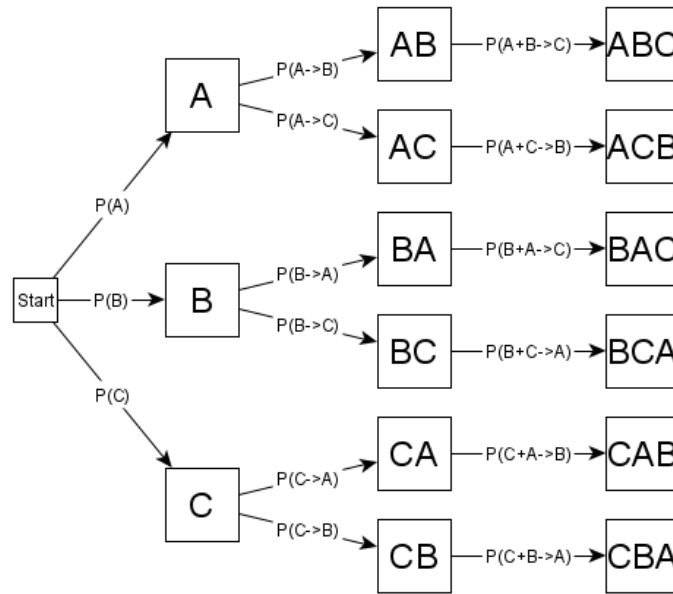 AB
P(A+B->C)
ABC
P(A->B)
A
P(A->C)
AC
P(A+C->B)
ACB
P(A)
BA
P(B+A->C)
BAC
P(B->A)
Start
P(B)
B
P(B->C)
BC
P(B+C->A)
BCA
P(C)
CA
P(C+A->B)
CAB
P(C->A)
C
P(C->B)
CB
P(C+B->A)
CBA